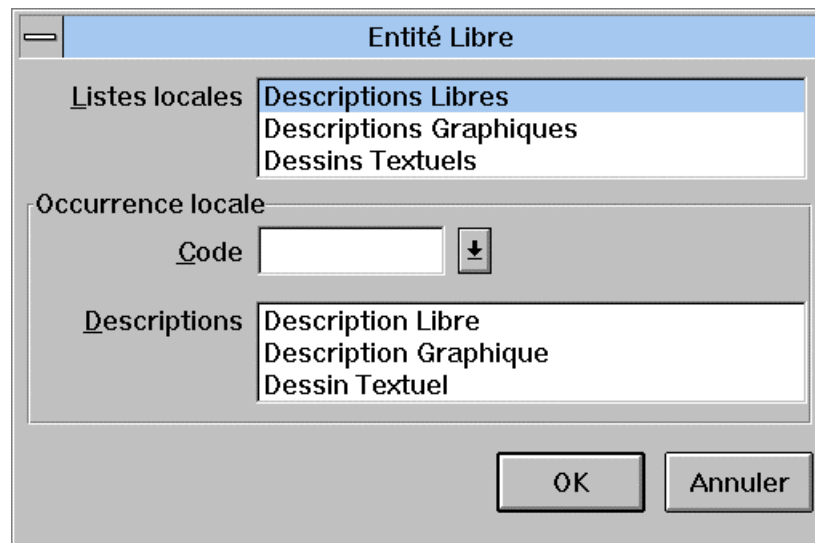 Entité Libre
Listes locales
Descriptions Libres
Descriptions Graphiques
Dessins Textuels
Occurrence locale
Code
Descriptions
Description Libre
Description Graphique
Dessin Textuel
OK
Annuler